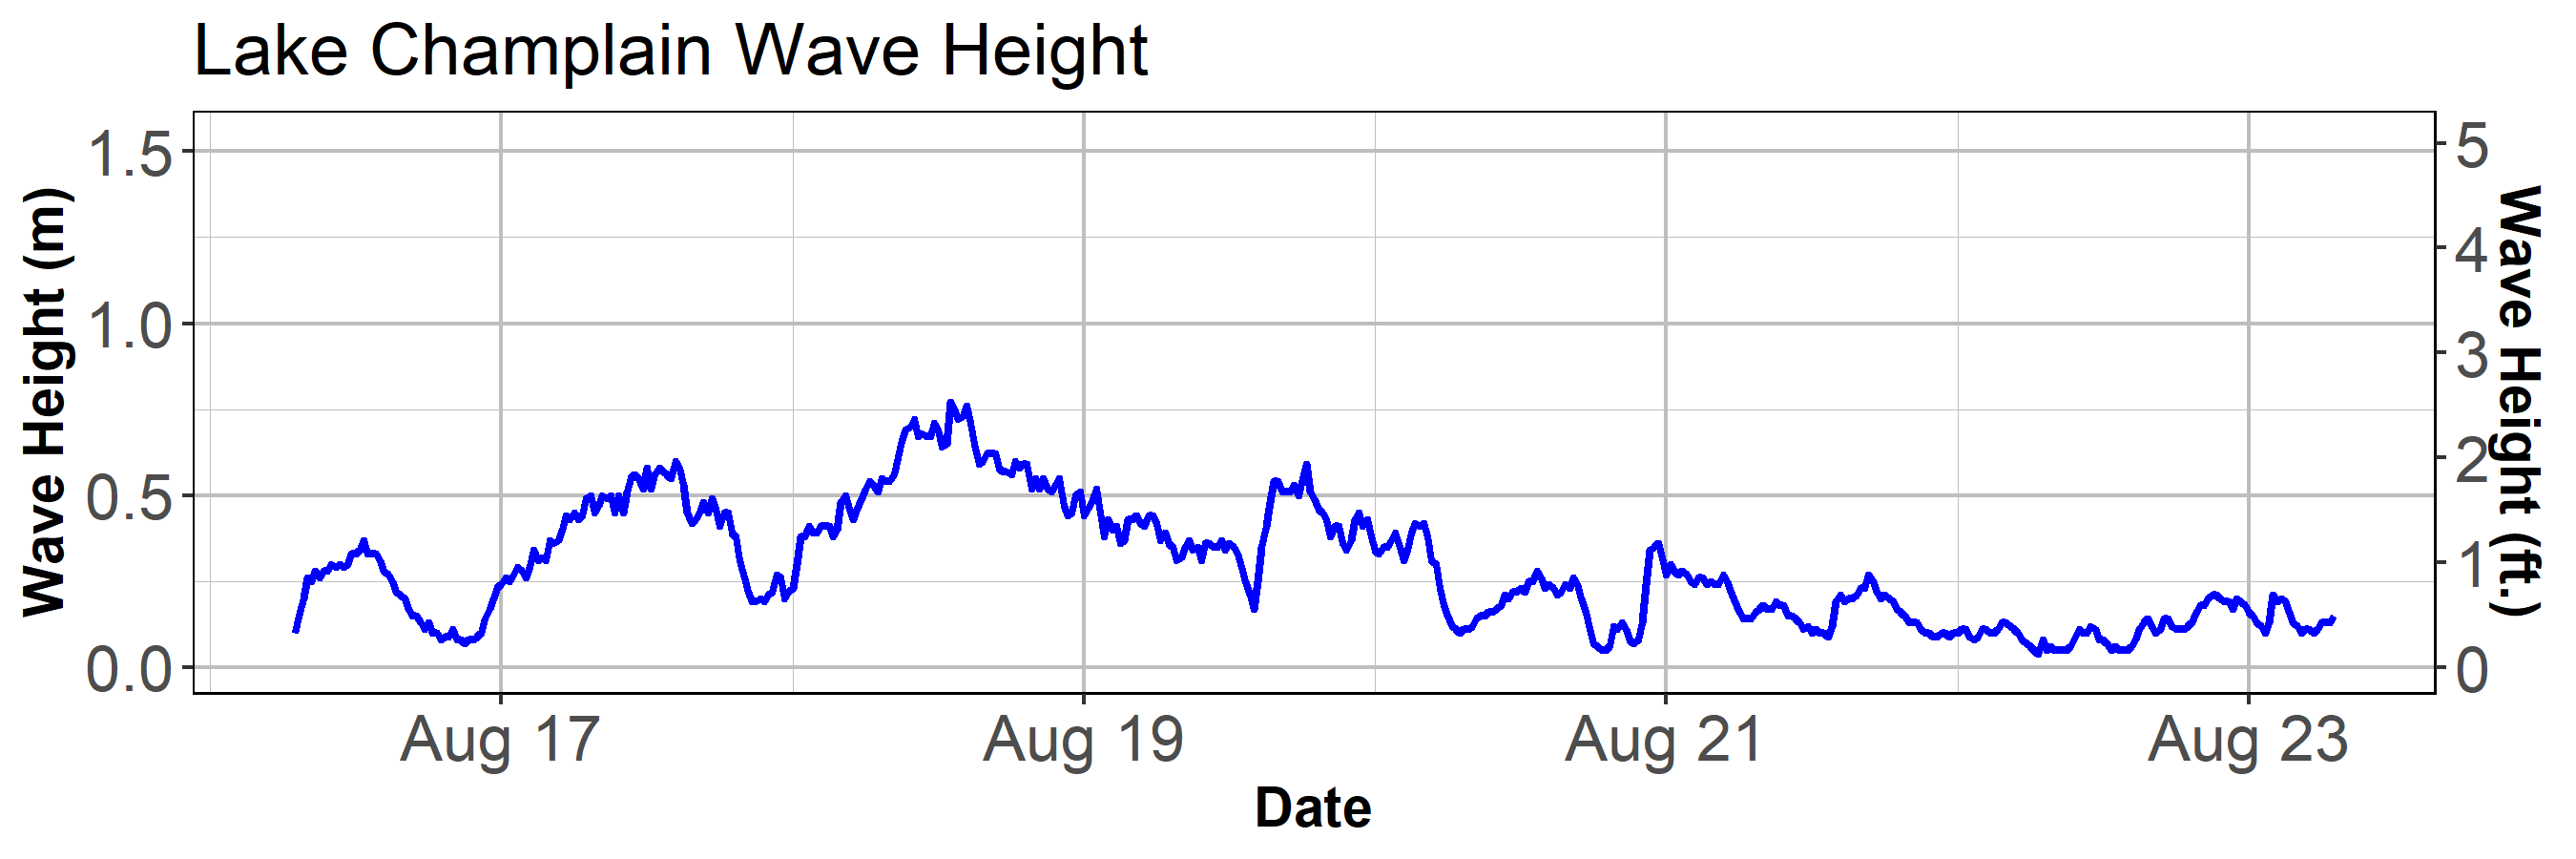 Lake Champlain Wave Height
Wave Height (m)
1.5
1.0
0.5
0.0
5
4
3
2
1
0
Wave Height (ft.)
Aug 17 Aug 19 Aug 21 Aug 23
Date